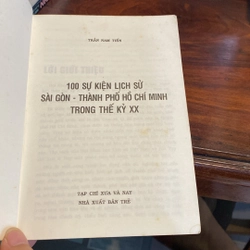 TRẦN NAM TIẾN
100 SỰ KIỆN LỊCH SỬ
SÀI GÒN - THÀNH PHỐ HỒ CHÍ MINH
TRONG THẾ KỶ XX
TẠP CHÍ XƯA VÀ NAY
NHÀ XUẤT BẢN TRẺ